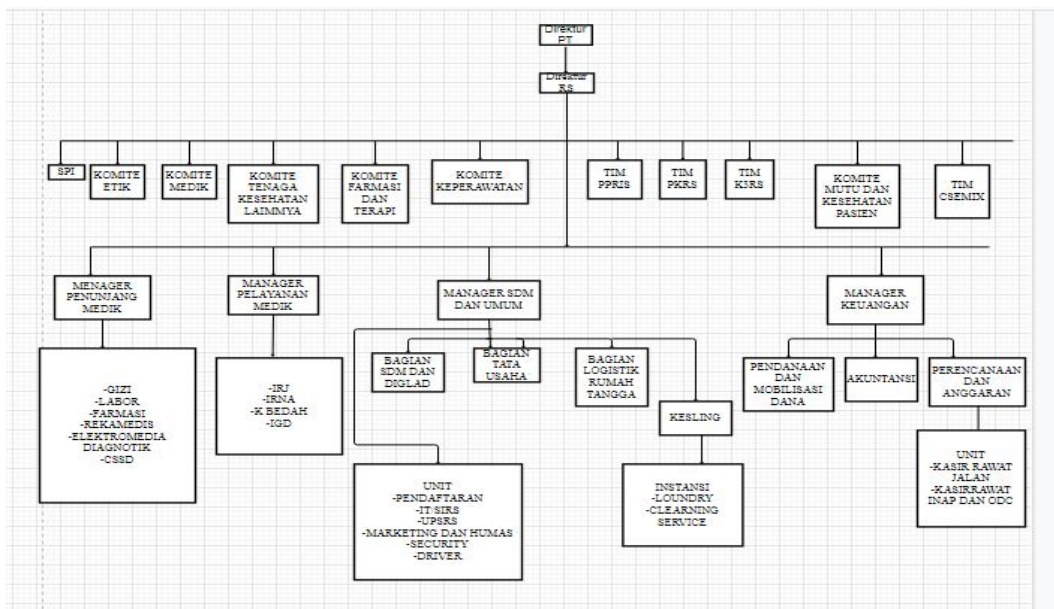 Direktur
PT
Direktur
RS
SPI
KOMITE
ETIK
KOMITE
MEDIK
KOMITE
TENAGA
KESEHATAN
LAIMMYA
KOMITE
FARMASI
DAN
TERAPI
KOMITE
KEPERAWATAN
TIM
PPRIS
TIM
PKRS
TIM
K3RS
KOMITE
MUTU DAN
KESEHATAN
PASIEN
TIM
CSEMIX
MENAGER
PENUNJANG
MEDIK
MANAGER
PELAYANAN
MEDIK
MANAGER SDM
DAN UMUM
MANAGER
KEUANGAN
-GIZI
-LABOR
-FARMASI
-REKAMEDIS
-ELEKTROMEDIA
DIAGNOTIK
-CSSD
-IRJ
-IRNA
-K BEDAH
-IGD
BAGIAN
SDM DAN
DIGLAD
BAGIAN
TATA
USAHA
BAGIAN
LOGISTIK
RUMAH
TANGGA
KESLING
PENDANAAN
DAN
MOBILISASI
DANA
AKUNTANSI
PERENCANAAN
DAN
ANGGARAN
UNIT
-PENDAFTARAN
-IT/SIRS
-UPSRS
-MARKETING DAN HUMAS
-SECURITY
-DRIVER
INSTANSI
-LOUNDRY
-CLEARNING
SERVICE
UNIT
-KASIR RAWAT
JALAN
-KASIRRAWAT
INAP DAN ODC